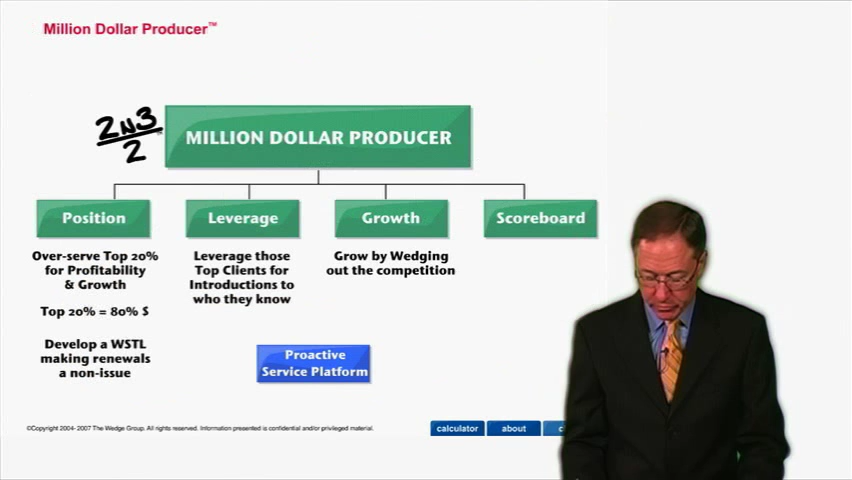 Million Dollar Producer™
2N3
2
MILLION DOLLAR PRODUCER
Position
Leverage
Growth
Scoreboard
Over-serve Top 20%
for Profitability
& Growth
Top 20% = 80% $
Develop a WSTL
making renewals
a non-issue
Leverage those
Top Clients for
Introductions to
who they know
Grow by Wedging
out the competition
Proactive
Service Platform
©Copyright 2004- 2007 The Wedge Group. All rights reserved. Information presented is confidential and/or privileged material.
calculator
about